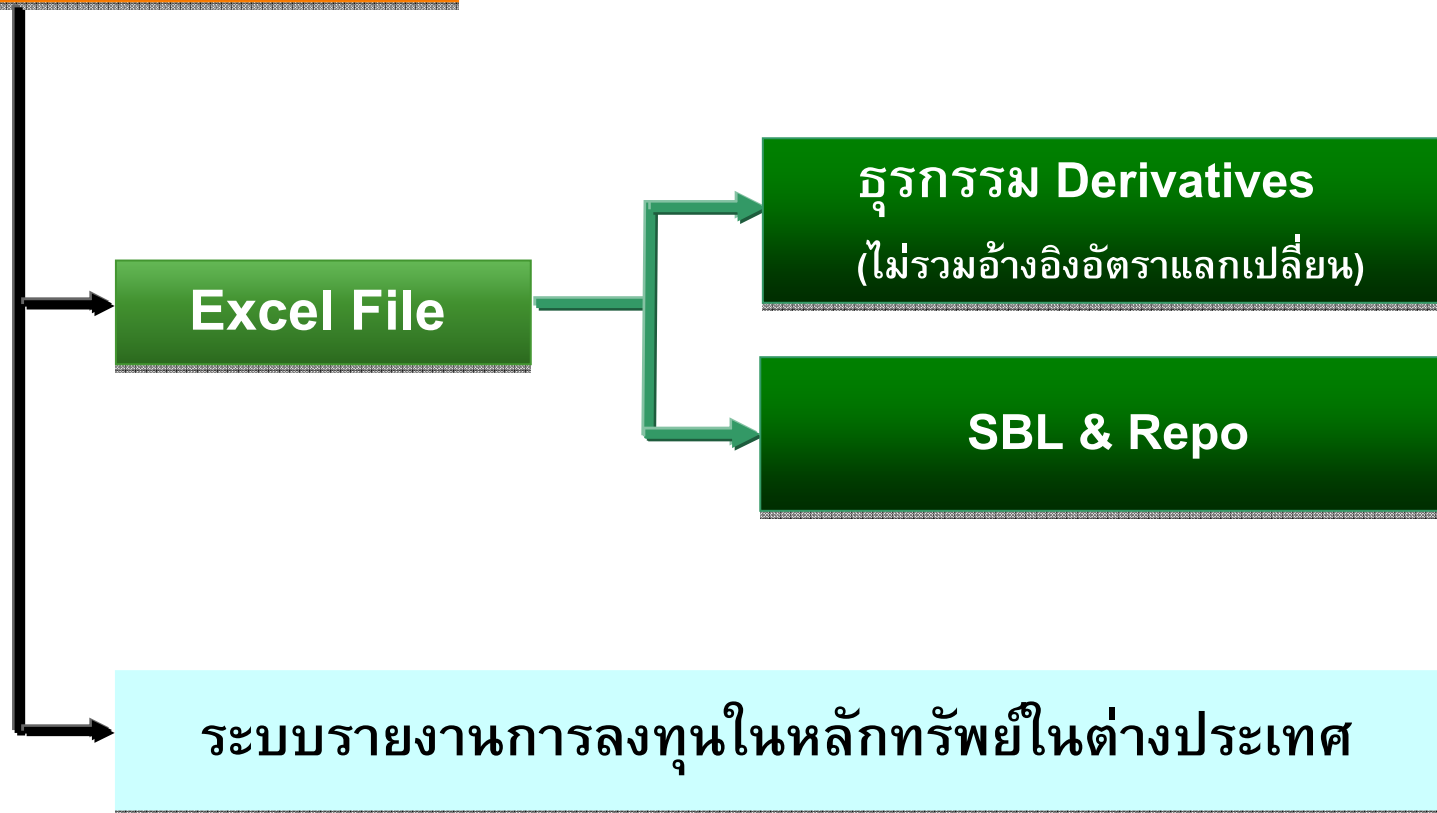 ธุรกรรม Derivatives
(ไม่รวมอ้างอิงอัตราแลกเปลี่ยน)
Excel File
SBL & Repo
ระบบรายงานการลงทุนในหลักทรัพย์ในต่างประเทศ